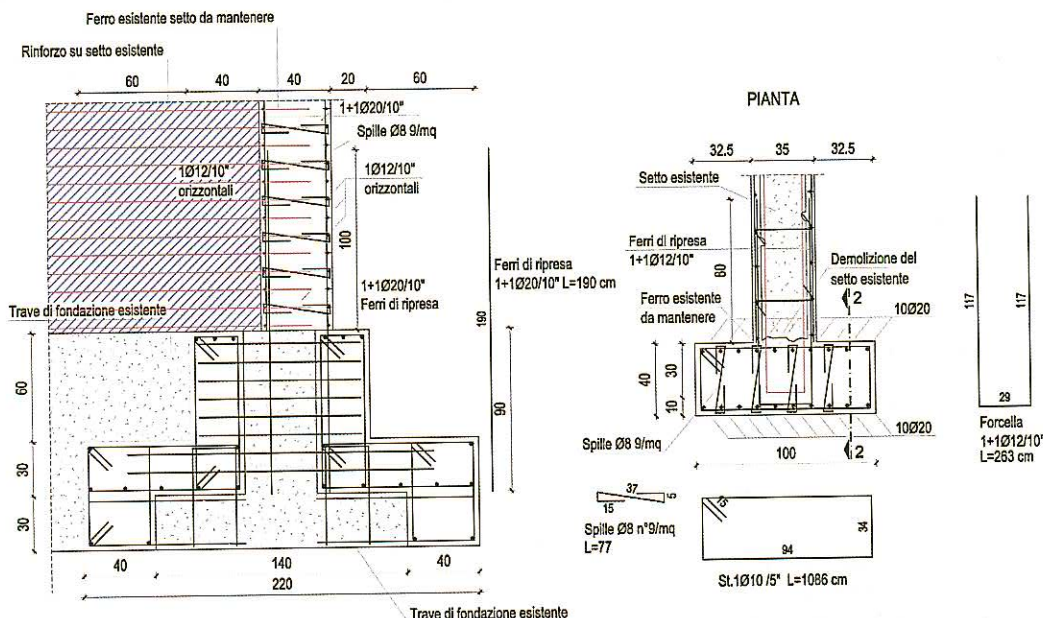 Ferro esistente setto da mantenere
Rinforzo su setto esistente
60 40 40 20 60
1+1Ø20/10"
Spille Ø8 9/mq
1Ø12/10"
orizzontali
1Ø12/10"
orizzontali
100
1+1Ø20/10"
Ferri di ripresa
Ferri di ripresa
1+1Ø20/10" L=190 cm
190
Trave di fondazione esistente
60
30
30
90
40 140 40
220
Trave di fondazione esistente
PIANTA
32.5 35 32.5
Setto esistente
60
Ferri di ripresa
1+1Ø12/10"
Demolizione del
setto esistente
Ferro esistente
da mantenere
2
10Ø20
40
30
10
Spille Ø8 9/mq
10Ø20
100
2
117
117
29
Forcella
1+1Ø12/10"
L=263 cm
37
5
15
Spille Ø8 n°9/mq
L=77
15
34
94
St.1Ø10 /5" L=1086 cm